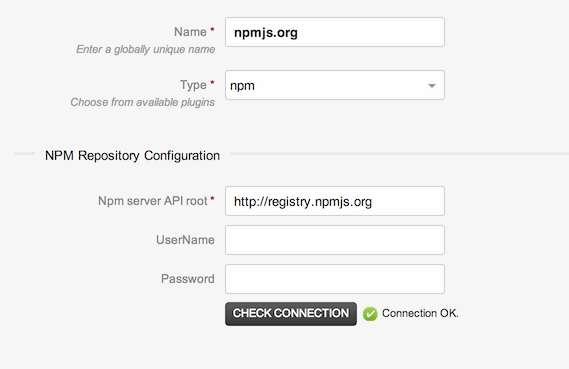 Name *
npmjs.org
Enter a globally unique name
Type *
npm
Choose from available plugins
NPM Repository Configuration
Npm server API root *
http://registry.npmjs.org
UserName
Password
CHECK CONNECTION
Connection OK.